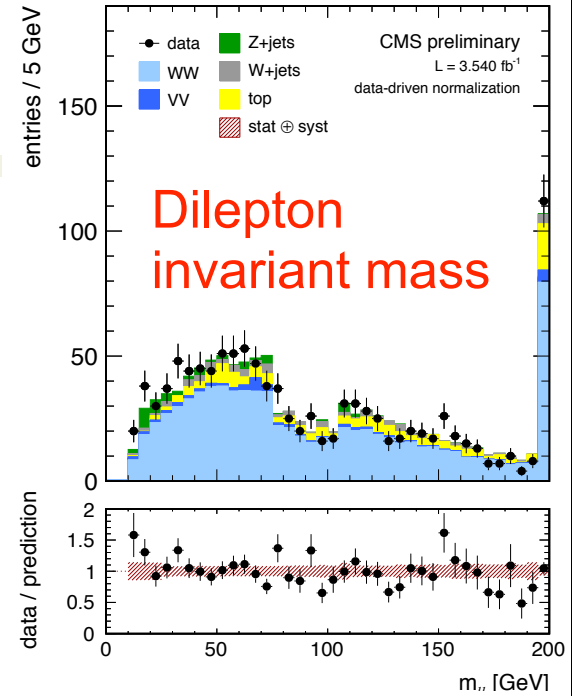 entries / 5 GeV
150
100
50
0
data
WW
VV
Z+jets
W+jets
top
stat ⊕ syst
CMS preliminary
L = 3.540 fb⁻¹
data-driven normalization
Dilepton
invariant mass
data / prediction
2
1.5
1
0.5
0
0 50 100 150 200
m [GeV]